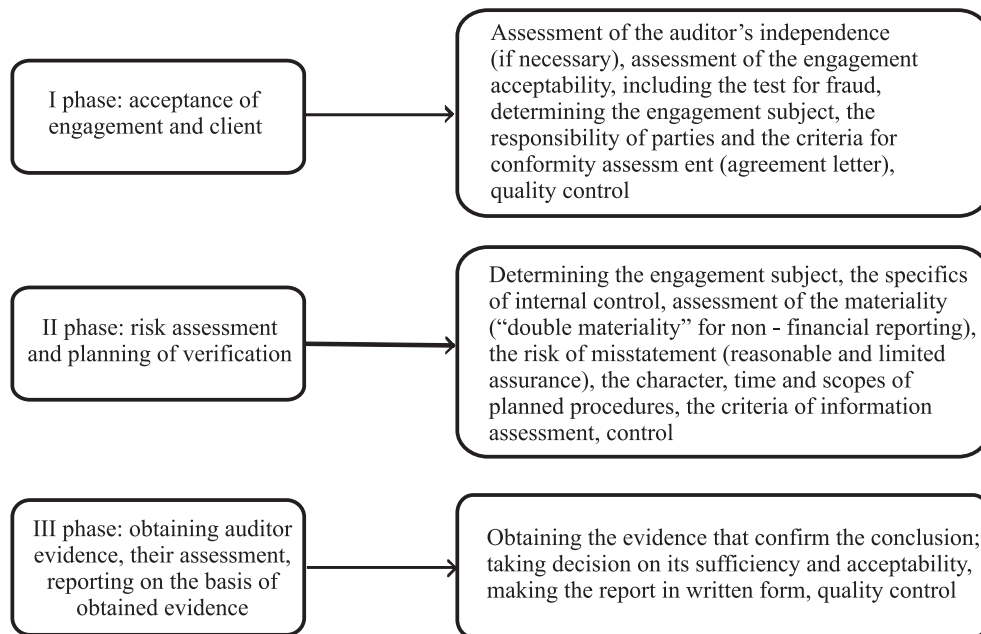 I phase: acceptance of
engagement and client
Assessment of the auditor’s independence
(if necessary), assessment of the engagement
acceptability, including the test for fraud,
determining the engagement subject, the
responsibility of parties and the criteria for
conformity assessm ent (agreement letter),
quality control
II phase: risk assessment
and planning of verification
Determining the engagement subject, the specifics
of internal control, assessment of the materiality
(“double materiality” for non - financial reporting),
the risk of misstatement (reasonable and limited
assurance), the character, time and scopes of
planned procedures, the criteria of information
assessment, control
III phase: obtaining auditor
evidence, their assessment,
reporting on the basis of
obtained evidence
Obtaining the evidence that confirm the conclusion;
taking decision on its sufficiency and acceptability,
making the report in written form, quality control